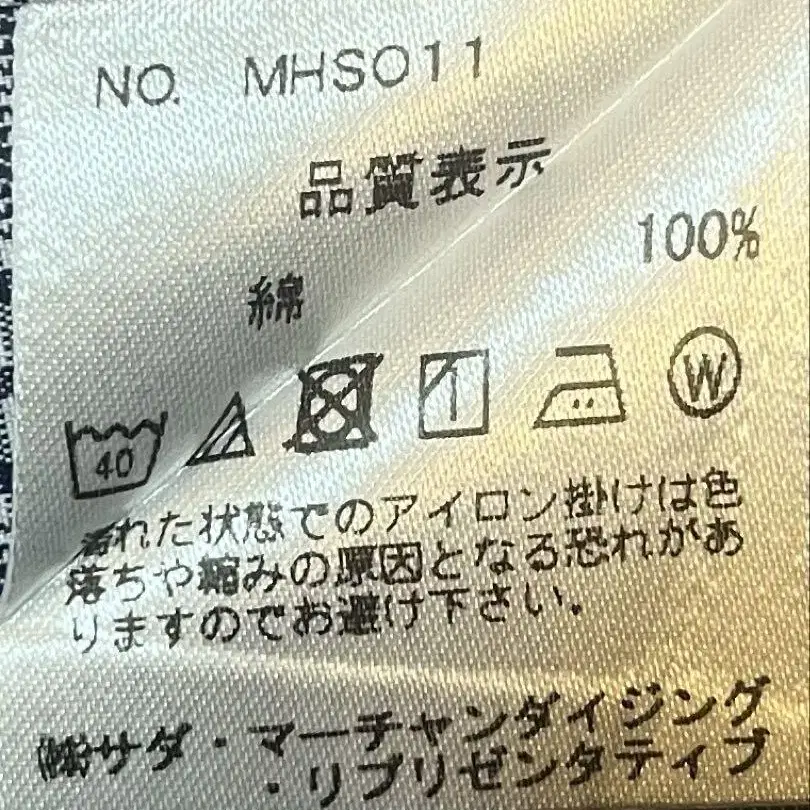 NO. MHS011
品質表示
綿 100%
40 W
濡れた状態でのアイロン掛けは色
落ちや縮みの原因となる恐れがあ
りますのでお避け下さい.
㈱サダ・マーチャンダイジング
・リプリゼンタティブ